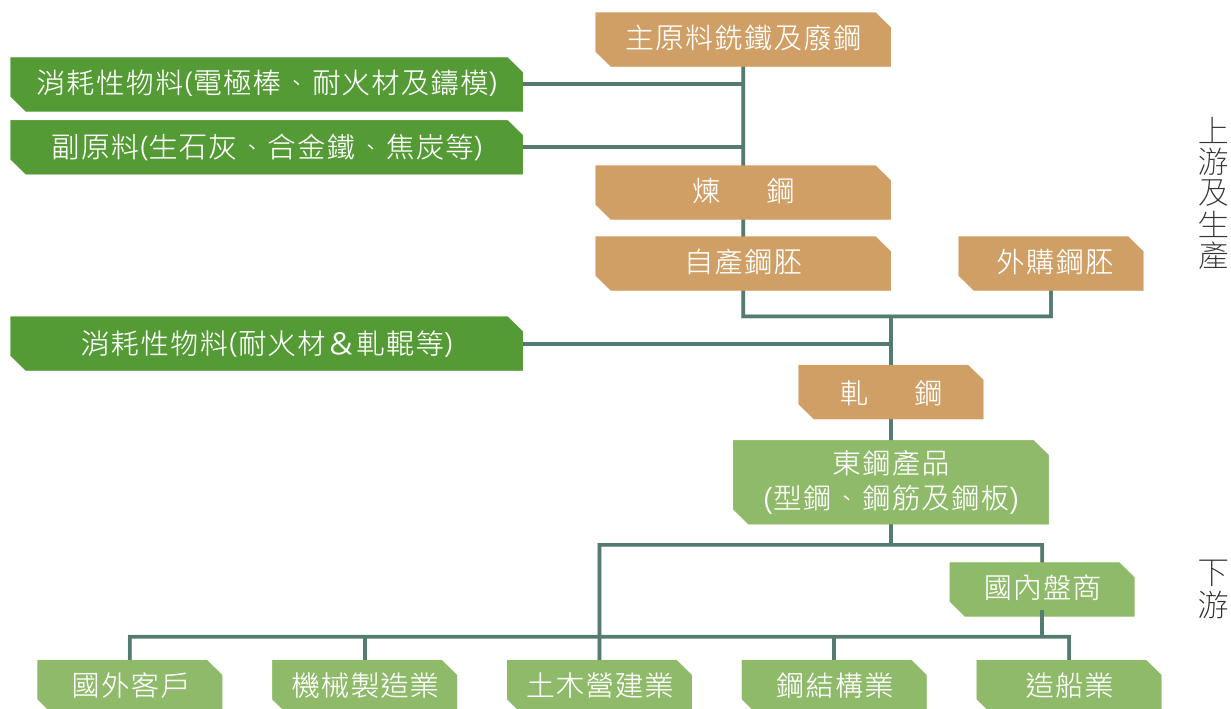 主原料銑鐵及廢鋼
消耗性物料(電極棒、耐火材及鑄模)
副原料(生石灰、合金鐵、焦炭等)
煉 鋼
自產鋼胚
外購鋼胚
上游及生產
消耗性物料(耐火材&軋輥等)
軋 鋼
東鋼產品
(型鋼、鋼筋及鋼板)
國內盤商
下游
國外客戶
機械製造業
土木營建業
鋼結構業
造船業